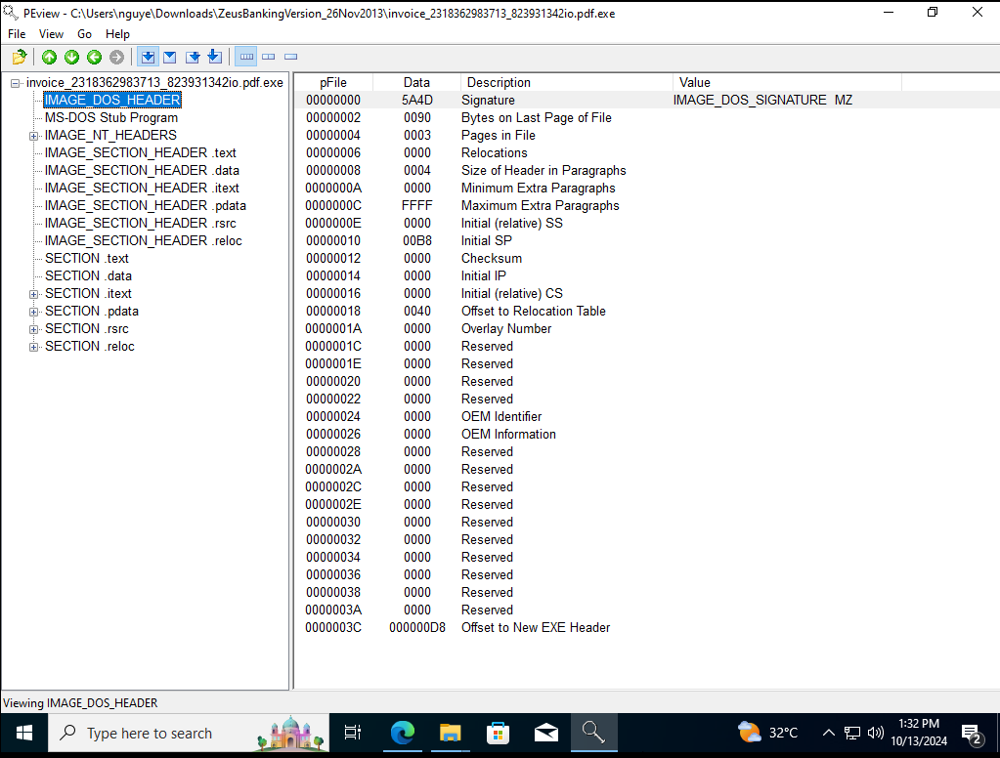 PEview - C:\Users\nguye\Downloads\ZeusBankingVersion_26Nov2013\invoice_2318362983713_823931342io.pdf.exe
File View Go Help
invoice_2318362983713_823931342io.pdf.exe
IMAGE_DOS_HEADER
MS-DOS Stub Program
IMAGE_NT_HEADERS
IMAGE_SECTION_HEADER .text
IMAGE_SECTION_HEADER .data
IMAGE_SECTION_HEADER .itext
IMAGE_SECTION_HEADER .pdata
IMAGE_SECTION_HEADER .rsrc
IMAGE_SECTION_HEADER .reloc
SECTION .text
SECTION .data
SECTION .itext
SECTION .pdata
SECTION .rsrc
SECTION .reloc
pFile Data Description Value
00000000 5A4D Signature IMAGE_DOS_SIGNATURE MZ
00000002 0090 Bytes on Last Page of File
00000004 0003 Pages in File
00000006 0000 Relocations
00000008 0004 Size of Header in Paragraphs
0000000A 0000 Minimum Extra Paragraphs
0000000C FFFF Maximum Extra Paragraphs
0000000E 0000 Initial (relative) SS
00000010 00B8 Initial SP
00000012 0000 Checksum
00000014 0000 Initial IP
00000016 0000 Initial (relative) CS
00000018 0040 Offset to Relocation Table
0000001A 0000 Overlay Number
0000001C 0000 Reserved
0000001E 0000 Reserved
00000020 0000 Reserved
00000022 0000 Reserved
00000024 0000 OEM Identifier
00000026 0000 OEM Information
00000028 0000 Reserved
0000002A 0000 Reserved
0000002C 0000 Reserved
0000002E 0000 Reserved
00000030 0000 Reserved
00000032 0000 Reserved
00000034 0000 Reserved
00000036 0000 Reserved
00000038 0000 Reserved
0000003A 0000 Reserved
0000003C 000000D8 Offset to New EXE Header
Viewing IMAGE_DOS_HEADER
Type here to search
32°C
1:32 PM
10/13/2024
2